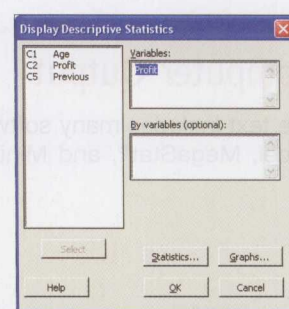 Display Descriptive Statistics
C1 Age
C2 Profit
C5 Previous
Variables:
Profit
By variables (optional):
Select
Statistics...
Graphs...
Help
OK
Cancel